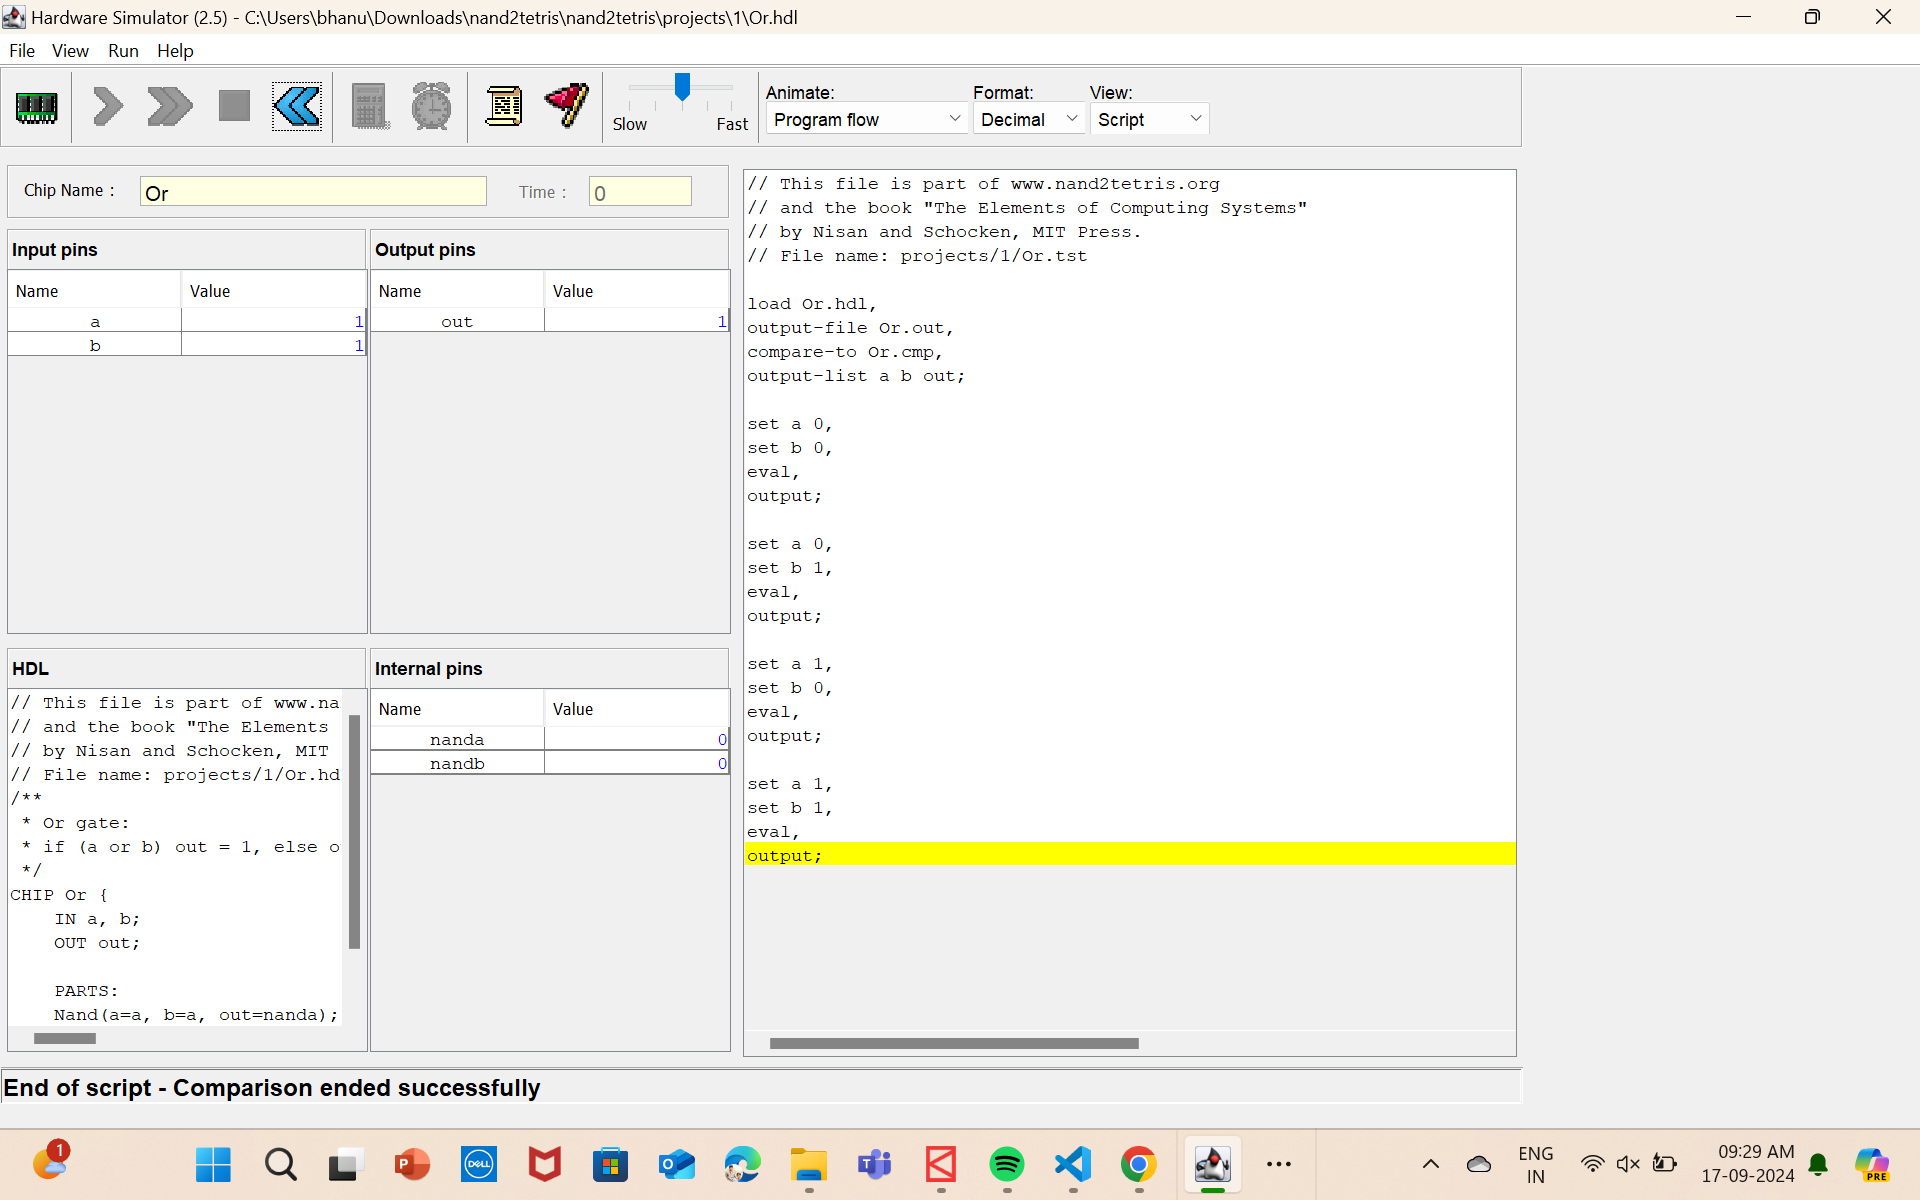 Hardware Simulator (2.5) - C:\Users\bhanu\Downloads\nand2tetris\nand2tetris\projects\1\Or.hdl
File View Run Help
Slow Fast
Animate: Format: View:
Program flow Decimal Script
Chip Name : Or Time : 0
Input pins
Name Value
a 1
b 1
Output pins
Name Value
out 1
HDL
// This file is part of www.na
// and the book "The Elements
// by Nisan and Schocken, MIT
// File name: projects/1/Or.hd
/**
* Or gate:
* if (a or b) out = 1, else o
*/
CHIP Or {
IN a, b;
OUT out;
PARTS:
Nand(a=a, b=a, out=nanda);
Internal pins
Name Value
nanda 0
nandb 0
// This file is part of www.nand2tetris.org
// and the book "The Elements of Computing Systems"
// by Nisan and Schocken, MIT Press.
// File name: projects/1/Or.tst
load Or.hdl,
output-file Or.out,
compare-to Or.cmp,
output-list a b out;
set a 0,
set b 0,
eval,
output;
set a 0,
set b 1,
eval,
output;
set a 1,
set b 0,
eval,
output;
set a 1,
set b 1,
eval,
output;
End of script - Comparison ended successfully
1
P
DELL
ENG
IN
09:29 AM
17-09-2024
PRE